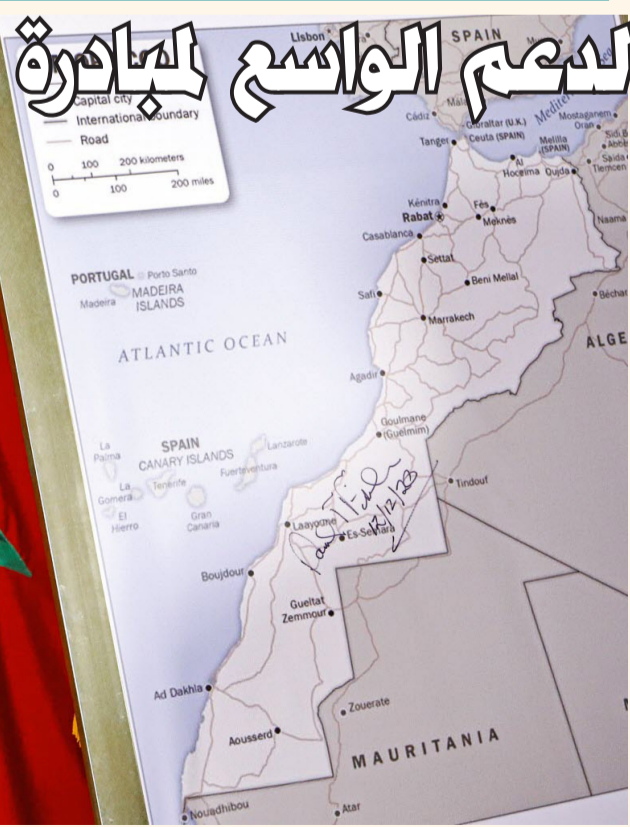 لدعم الواسع لمبادرة
Capital city
International boundary
Road
0 100 200 kilometers
0 100 200 miles
Lisbon
SPAIN
Cádiz
Gibraltar (U.K.)
Ceuta (SPAIN)
Tanger
Melilla
(SPAIN)
Mostaganem
Oran
Saida
Tlemcen
Al
Hoceima
Oujda
Kénitra
Fès
Rabat
Meknès
Naama
Casablanca
Settat
PORTUGAL
Porto Santo
Madeira
MADEIRA
ISLANDS
Safi
Beni Mellal
Béchar
Marrakech
ATLANTIC OCEAN
ALGE
Agadir
Goulmane
(Guelmim)
La
Palma
SPAIN
CANARY ISLANDS
Lanzarote
Fuerteventura
La
Gomera
Tenerife
El
Hierro
Gran
Canaria
Tindouf
12/12/20
Laayoune
Es-Semara
Boujdour
Gueltat
Zemmour
Ad Dakhla
Zouerate
Aousserd
MAURITANIA
Nouadhibou
Atar